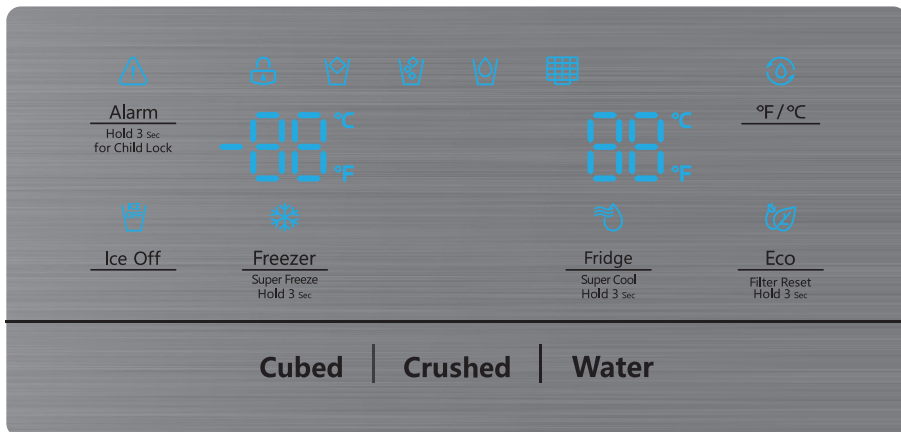 Alarm
Hold 3 Sec
for Child Lock
-88 °C
°F
88 °C
°F
°F/°C
Ice Off
Freezer
Super Freeze
Hold 3 Sec
Fridge
Super Cool
Hold 3 Sec
Eco
Filter Reset
Hold 3 Sec
Cubed | Crushed | Water